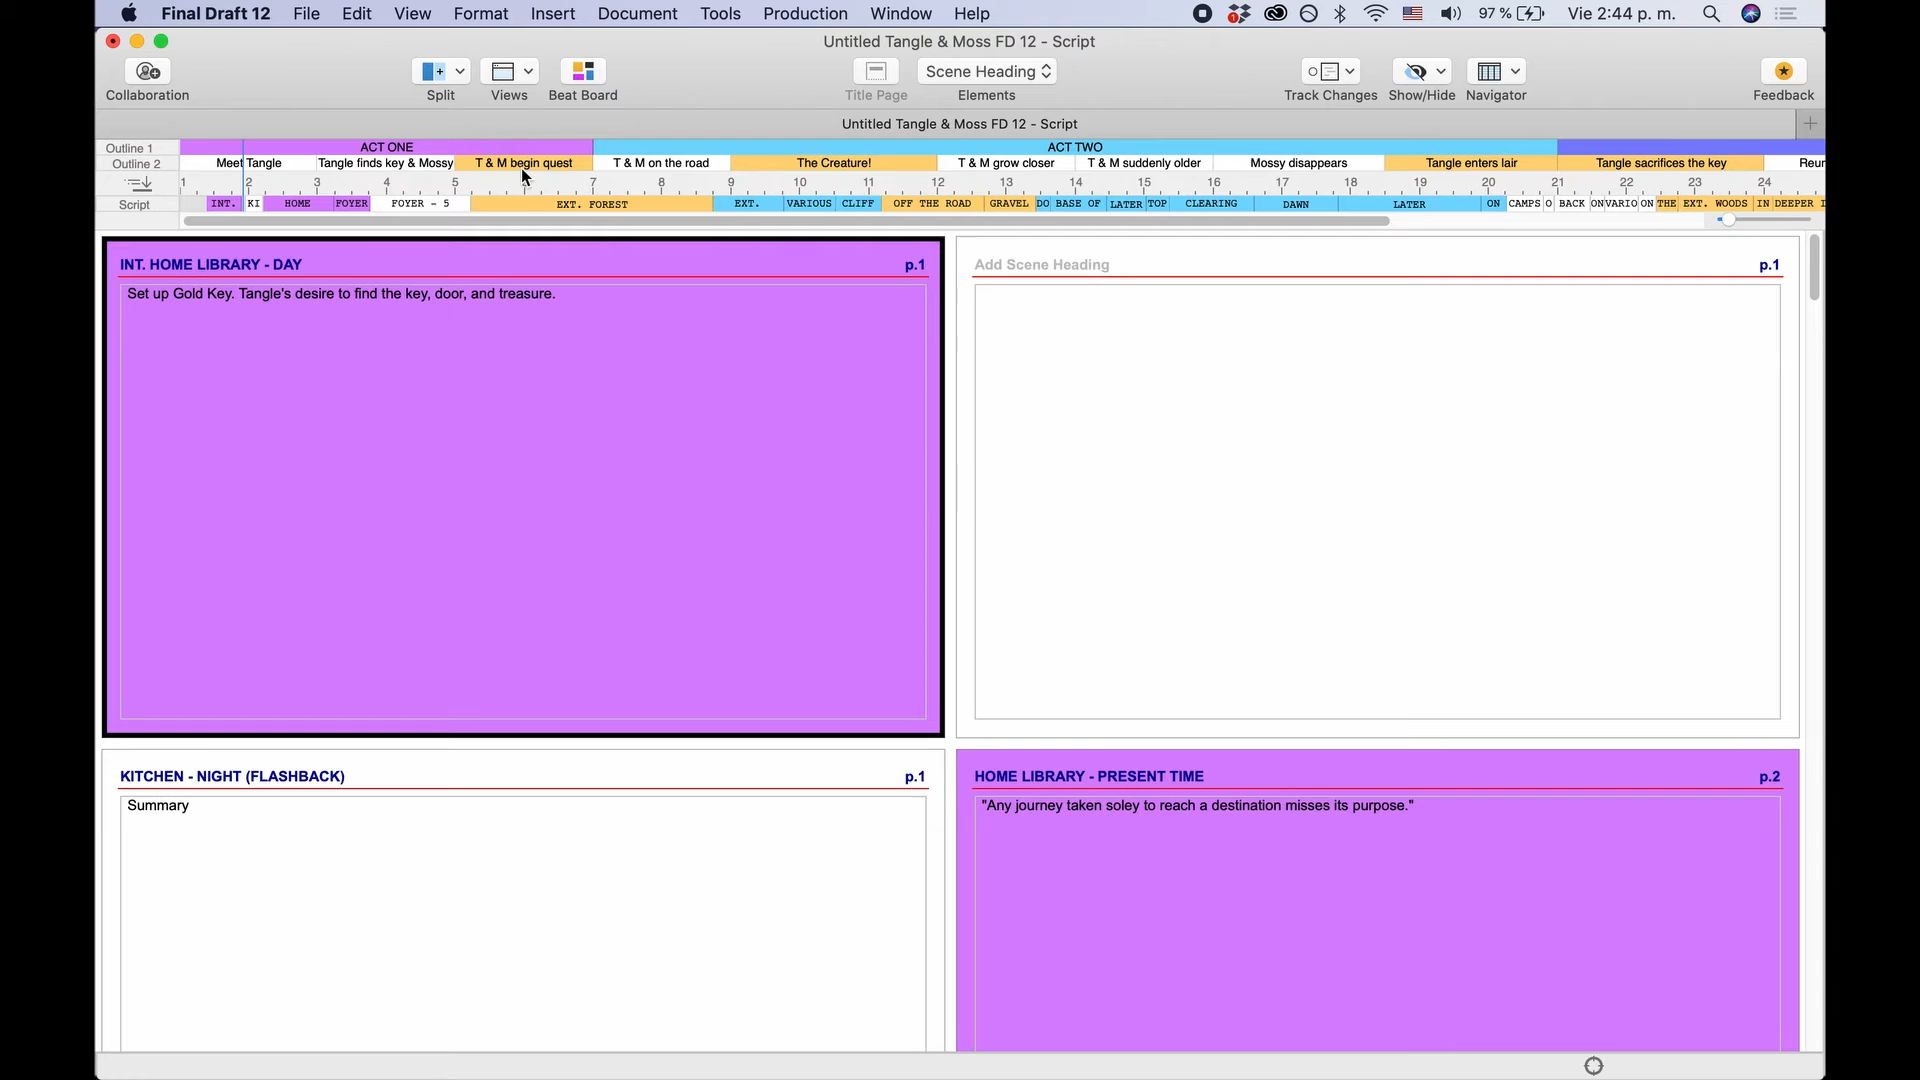 Final Draft 12 File Edit View Format Insert Document Tools Production Window Help 1 97 % Vie 2:44 p. m.
Untitled Tangle & Moss FD 12 - Script
Scene Heading
Collaboration Split Views Beat Board Title Page Elements Track Changes Show/Hide Navigator Feedback
Untitled Tangle & Moss FD 12 - Script
Outline 1 ACT ONE ACT TWO
Outline 2 Meet Tangle Tangle finds key & Mossy T & M begin quest T & M on the road The Creature! T & M grow closer T & M suddenly older Mossy disappears Tangle enters lair Tangle sacrifices the key Reun
1 2 3 4 5 7 8 9 10 11 12 13 14 15 16 17 18 19 20 21 22 23 24
Script INT. KI HOME FOYER FOYER - 5 EXT. FOREST EXT. VARIOUS CLIFF OFF THE ROAD GRAVEL DO BASE OF LATER TOP CLEARING DAWN LATER ON CAMPS O BACK ON VARIO ON THE EXT. WOODS IN DEEPER I
INT. HOME LIBRARY - DAY p.1
Set up Gold Key. Tangle's desire to find the key, door, and treasure.
Add Scene Heading p.1
KITCHEN - NIGHT (FLASHBACK) p.1
Summary
HOME LIBRARY - PRESENT TIME p.2
"Any journey taken soley to reach a destination misses its purpose."